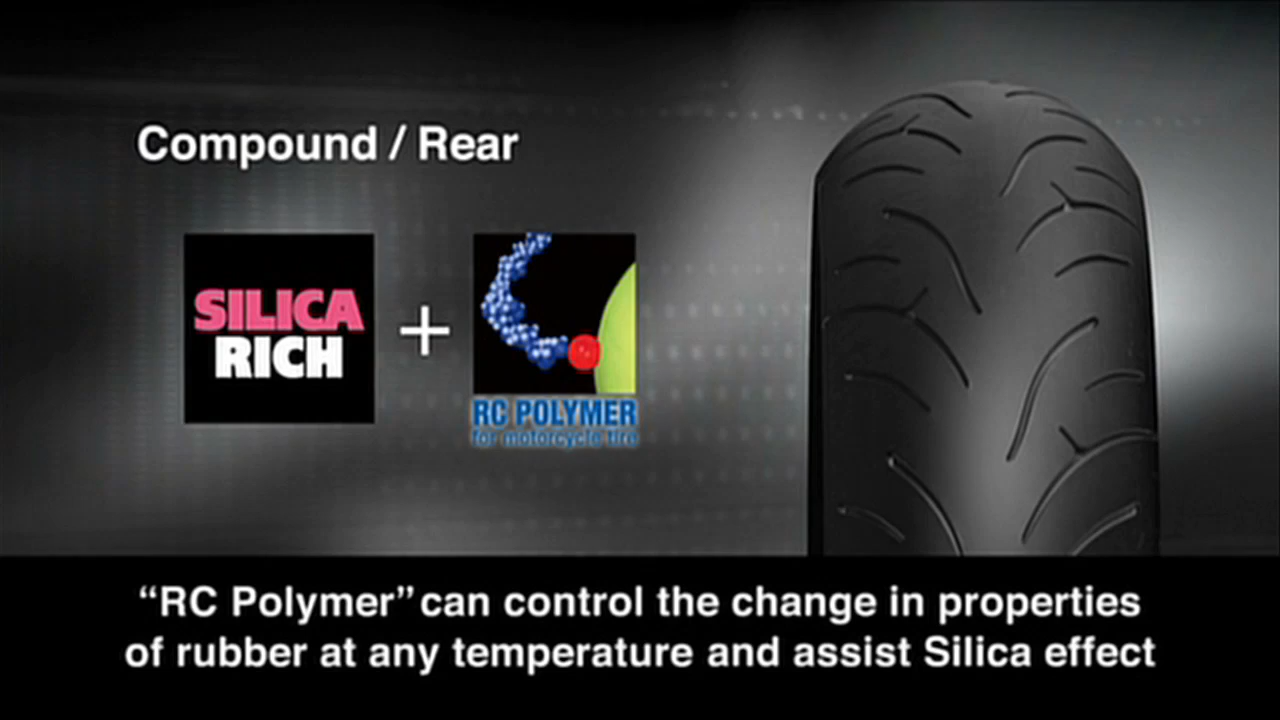 Compound / Rear
SILICA
RICH
+
RC POLYMER
for motorcycle tire
“RC Polymer” can control the change in properties
of rubber at any temperature and assist Silica effect